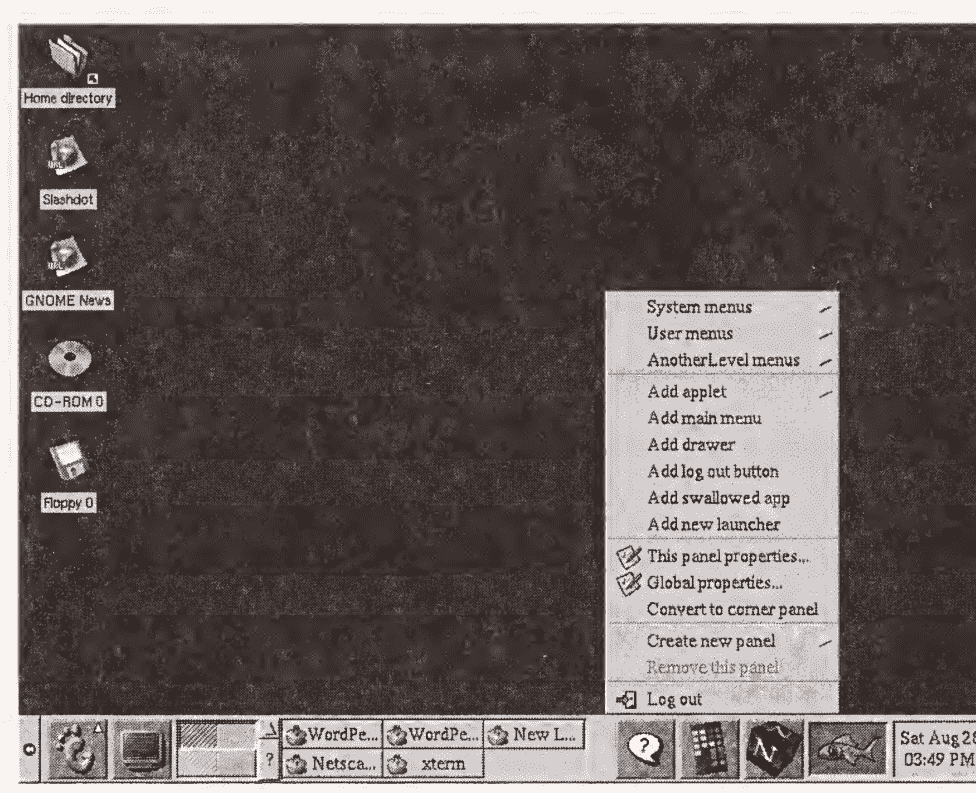 Home directory
Slashdot
GNOME News
CD-ROM 0
Floppy 0
System menus
User menus
AnotherLevel menus
Add applet
Add main menu
Add drawer
Add log out button
Add swallowed app
Add new launcher
This panel properties...
Global properties...
Convert to corner panel
Create new panel
Remove this panel
Log out
WordPe... WordPe... New L...
? Netsca... xterm
?
N
Sat Aug 28
03:49 PM